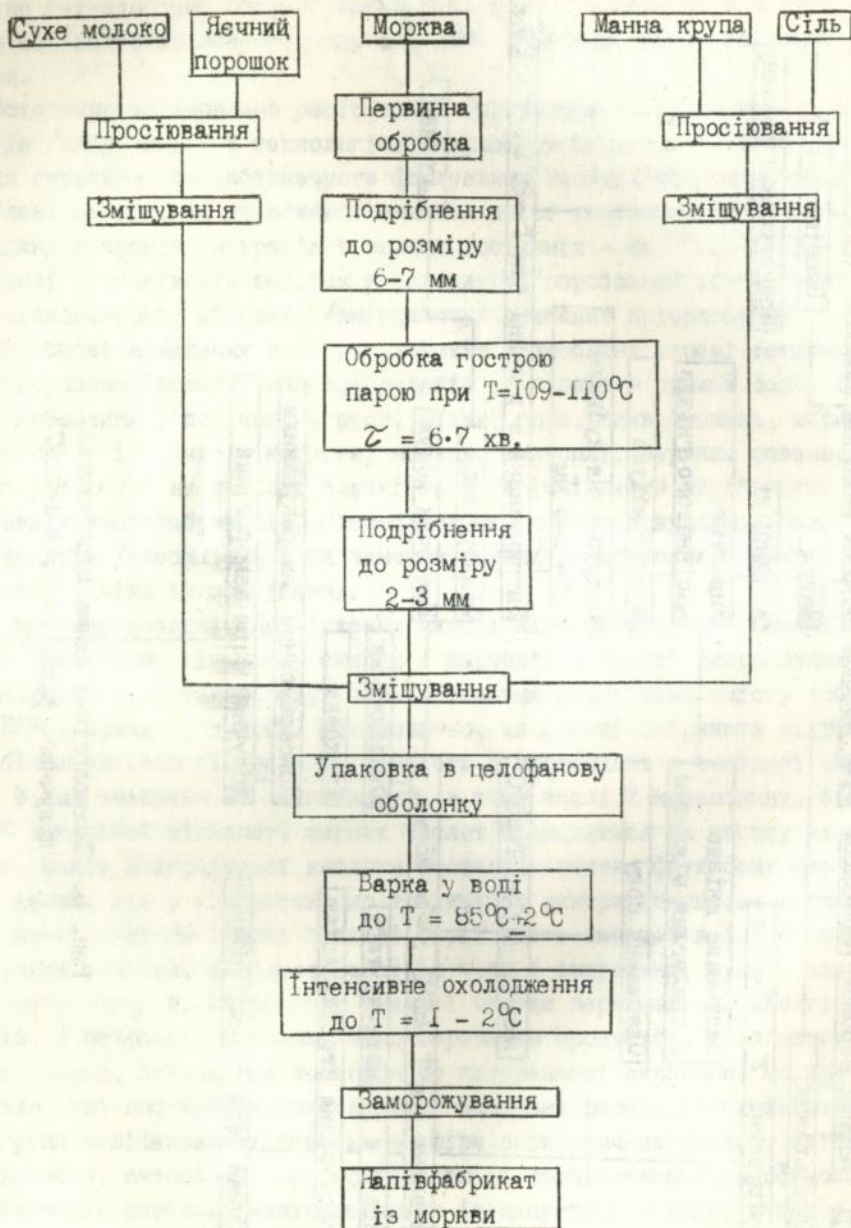 Сухе молоко
Яєчний
порошок
Морква
Манна крупа
Сіль
Просіювання
Первинна
обробка
Просіювання
Змішування
Подрібнення
до розміру
6-7 мм
Змішування
Обробка гострою
парою при T=109-110°C
τ = 6-7 хв.
Подрібнення
до розміру
2-3 мм
Змішування
Упаковка в целофанову
оболонку
Варка у воді
до T = 85°C±2°C
Інтенсивне охолодження
до T = 1 - 2°C
Заморожування
Напівфабрикат
із моркви